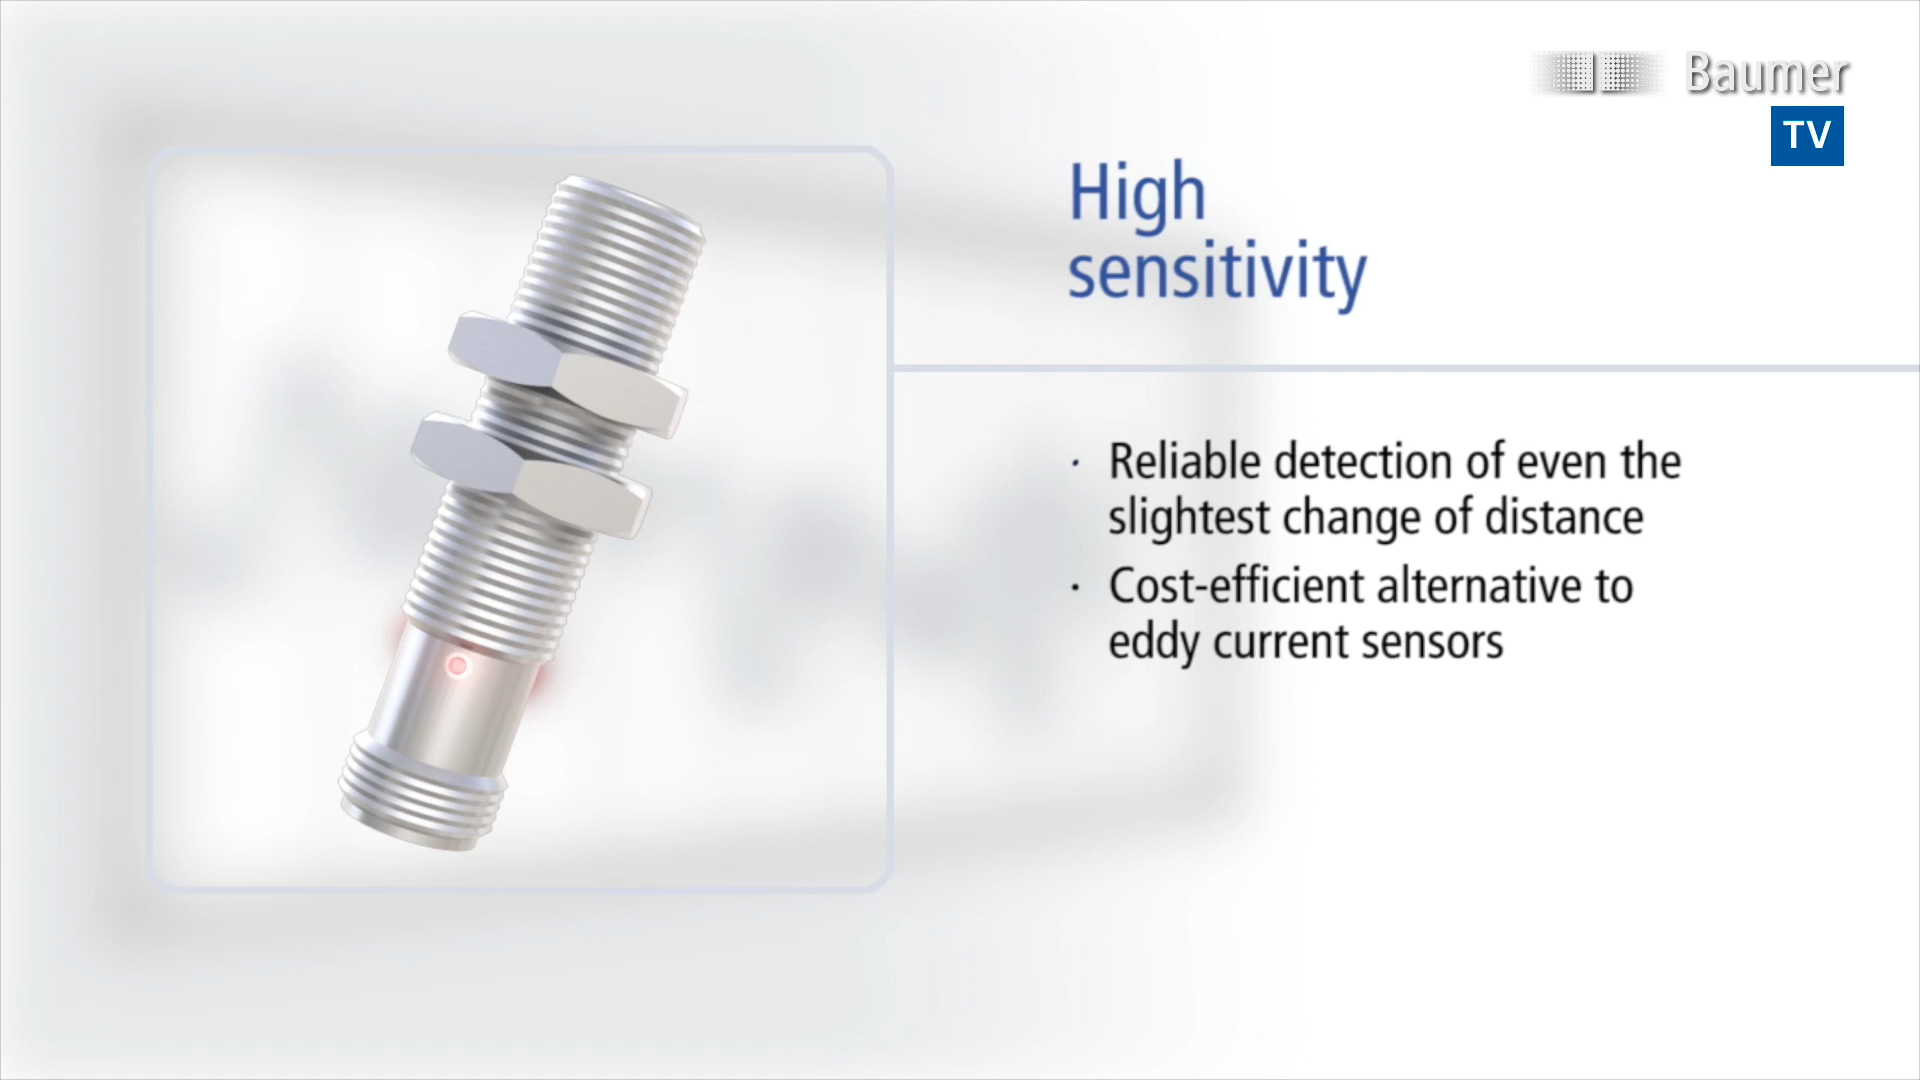 Baumer
TV
High
sensitivity
· Reliable detection of even the
slightest change of distance
· Cost-efficient alternative to
eddy current sensors